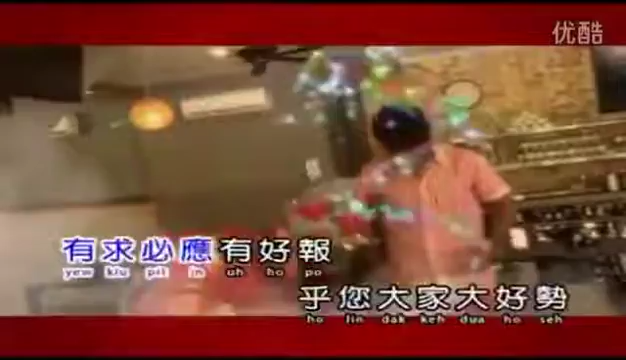 优酷
有求必應有好報
yew kiu pit in uh ho po
乎您大家大好勢
ho lin dak keh dua ho seh